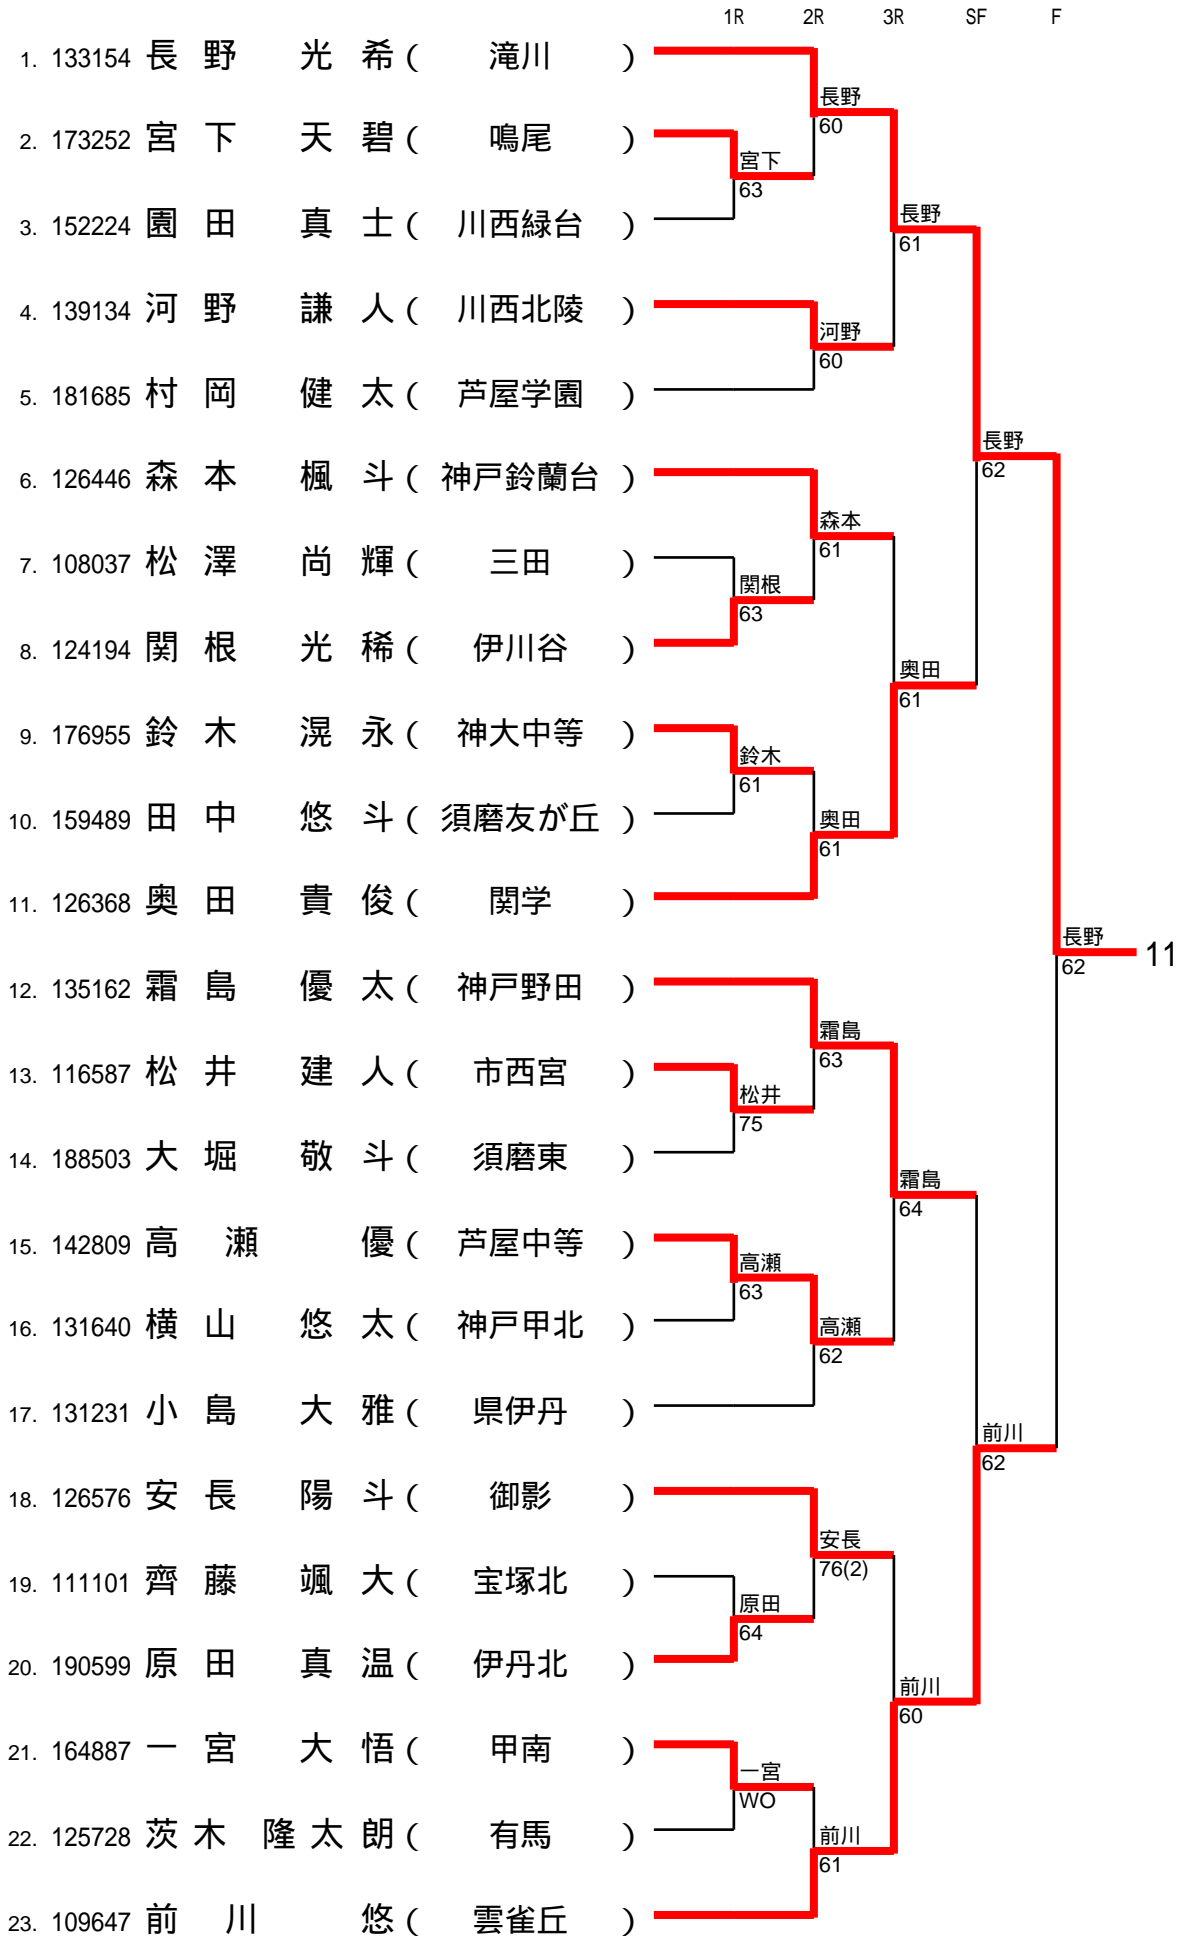 1R 2R 3R SF F
1. 133154 長野 光希 ( 滝川 )
長野
60
2. 173252 宮下 天碧 ( 鳴尾 )
宮下
63
3. 152224 園田 真士 ( 川西緑台 )
長野
61
4. 139134 河野 謙人 ( 川西北陵 )
河野
60
5. 181685 村岡 健太 ( 芦屋学園 )
長野
62
6. 126446 森本 楓斗 ( 神戸鈴蘭台 )
森本
61
7. 108037 松澤 尚輝 ( 三田 )
関根
63
8. 124194 関根 光稀 ( 伊川谷 )
奥田
61
9. 176955 鈴木 滉永 ( 神大中等 )
鈴木
61
10. 159489 田中 悠斗 ( 須磨友が丘 )
奥田
61
11. 126368 奥田 貴俊 ( 関学 )
長野 11
62
12. 135162 霜島 優太 ( 神戸野田 )
霜島
63
13. 116587 松井 建人 ( 市西宮 )
松井
75
14. 188503 大堀 敬斗 ( 須磨東 )
霜島
64
15. 142809 高瀬 優 ( 芦屋中等 )
高瀬
63
16. 131640 横山 悠太 ( 神戸甲北 )
高瀬
62
17. 131231 小島 大雅 ( 県伊丹 )
前川
62
18. 126576 安長 陽斗 ( 御影 )
安長
76(2)
19. 111101 齊藤 颯大 ( 宝塚北 )
原田
64
20. 190599 原田 真温 ( 伊丹北 )
前川
60
21. 164887 一宮 大悟 ( 甲南 )
一宮
WO
22. 125728 茨木 隆太朗 ( 有馬 )
前川
61
23. 109647 前川 悠 ( 雲雀丘 )